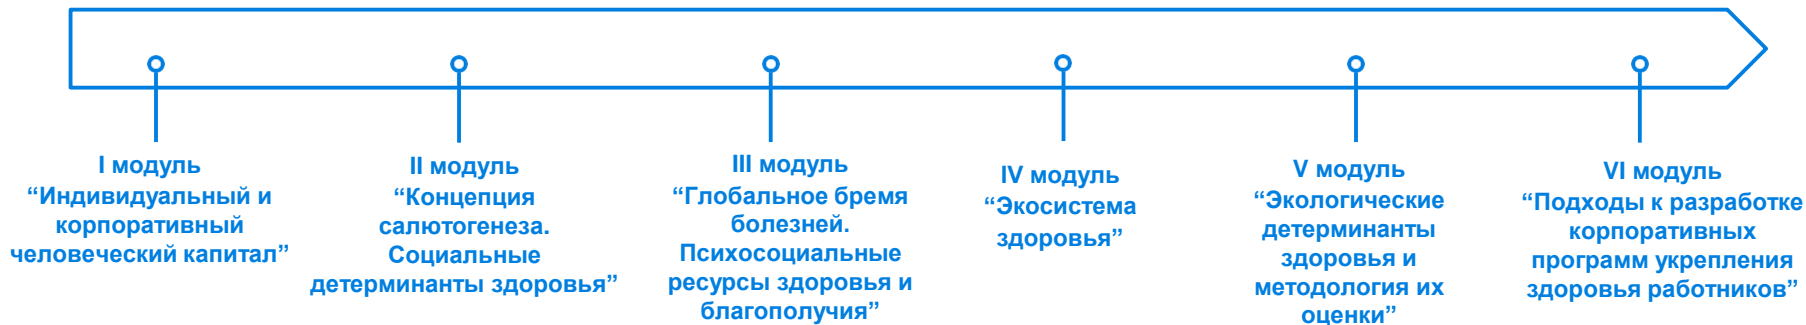 I модуль
“Индивидуальный и
корпоративный
человеческий капитал”
II модуль
“Концепция
салютогенеза.
Социальные
детерминанты здоровья”
III модуль
“Глобальное бремя
болезней.
Психосоциальные
ресурсы здоровья и
благополучия”
IV модуль
“Экосистема
здоровья”
V модуль
“Экологические
детерминанты
здоровья и
методология их
оценки”
VI модуль
“Подходы к разработке
корпоративных
программ укрепления
здоровья работников”